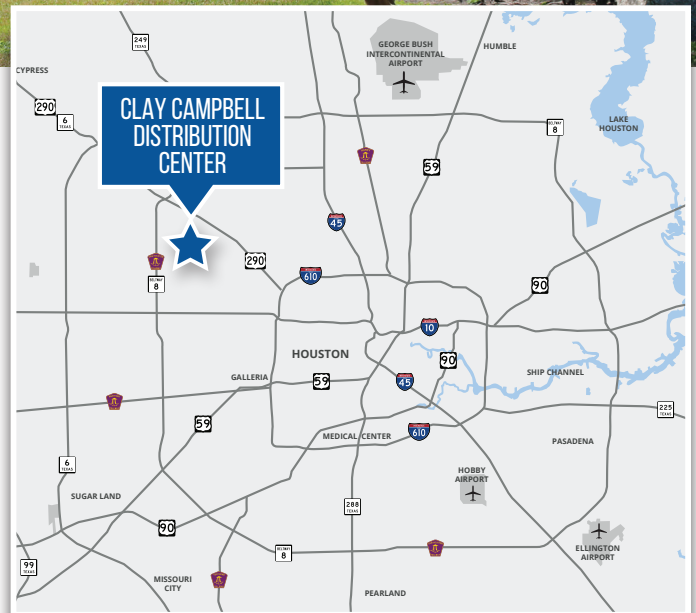 249
TEXAS
GEORGE BUSH
INTERCONTINENTAL
AIRPORT
HUMBLE
CYPRESS
290
6
TEXAS
CLAY CAMPBELL
DISTRIBUTION
CENTER
LAKE
HOUSTON
BELTWAY
8
59
45
290
610
BELTWAY
8
90
10
HOUSTON
90
GALLERIA
59
45
SHIP CHANNEL
225
TEXAS
59
610
MEDICAL CENTER
PASADENA
6
TEXAS
HOBBY
AIRPORT
SUGAR LAND
288
TEXAS
90
BELTWAY
8
ELLINGTON
AIRPORT
99
TEXAS
MISSOURI
CITY
PEARLAND